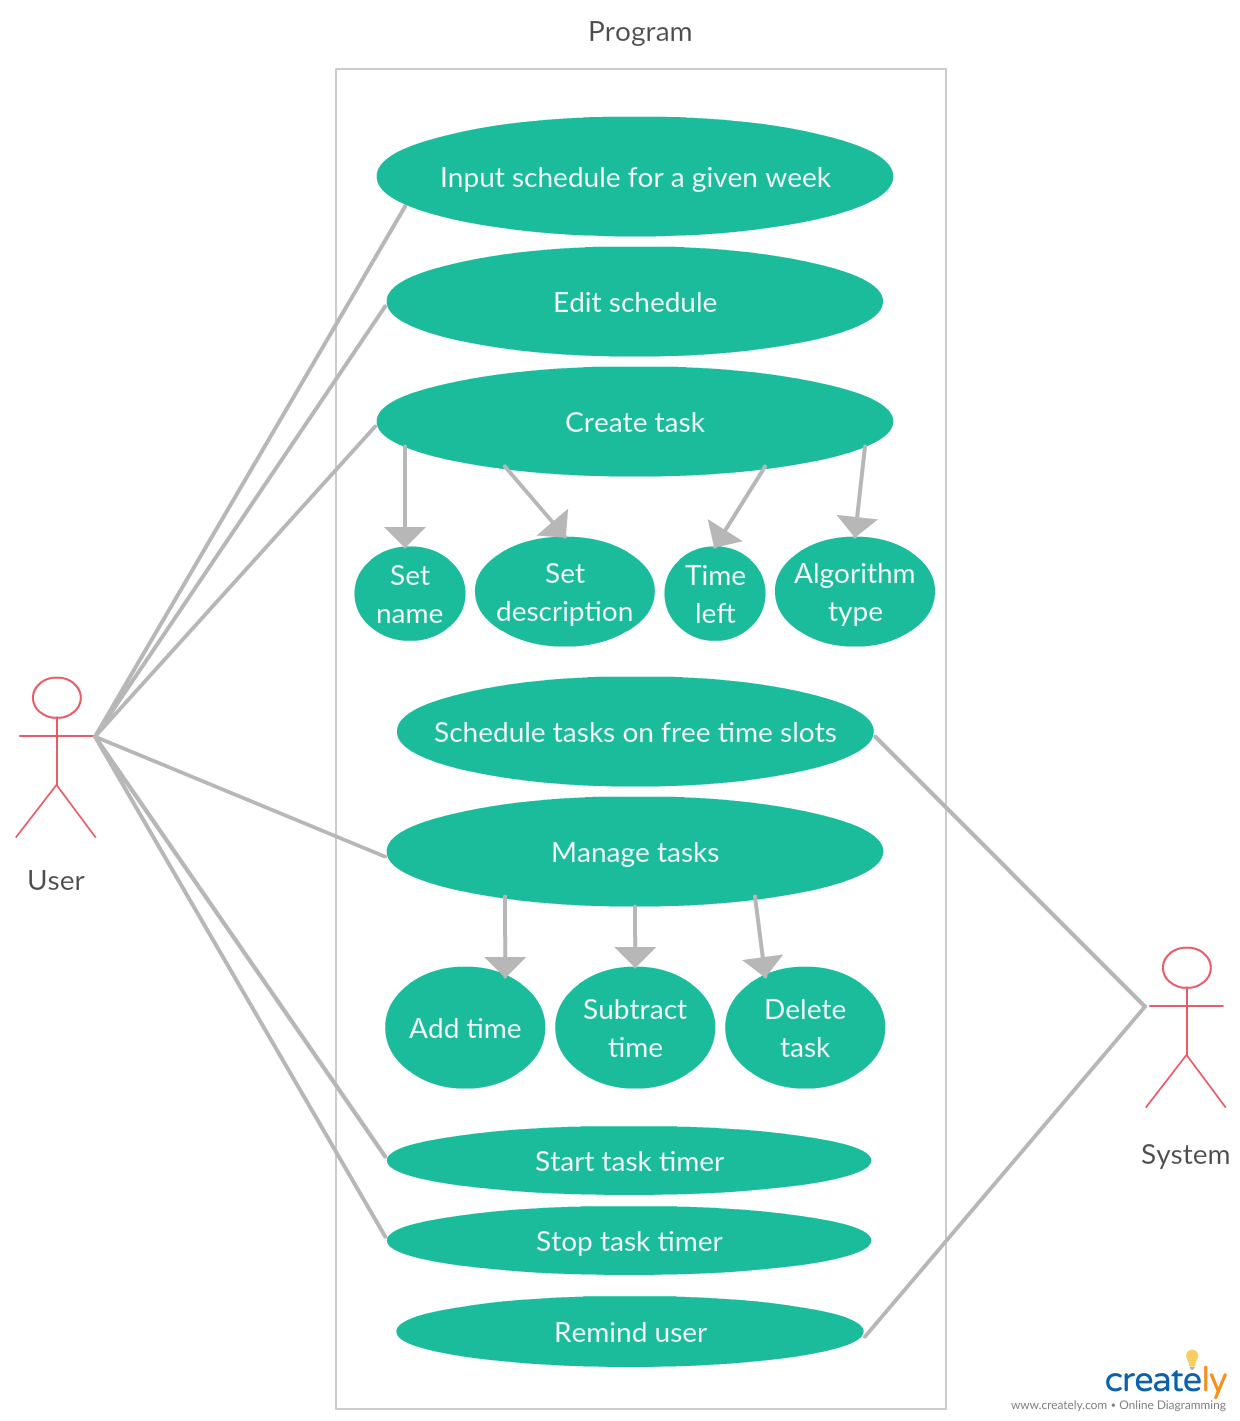 Program
Input schedule for a given week
Edit schedule
Create task
Set
name
Set
description
Time
left
Algorithm
type
Schedule tasks on free time slots
Manage tasks
User
Add time
Subtract
time
Delete
task
Start task timer
System
Stop task timer
Remind user
creately
www.creately.com • Online Diagramming